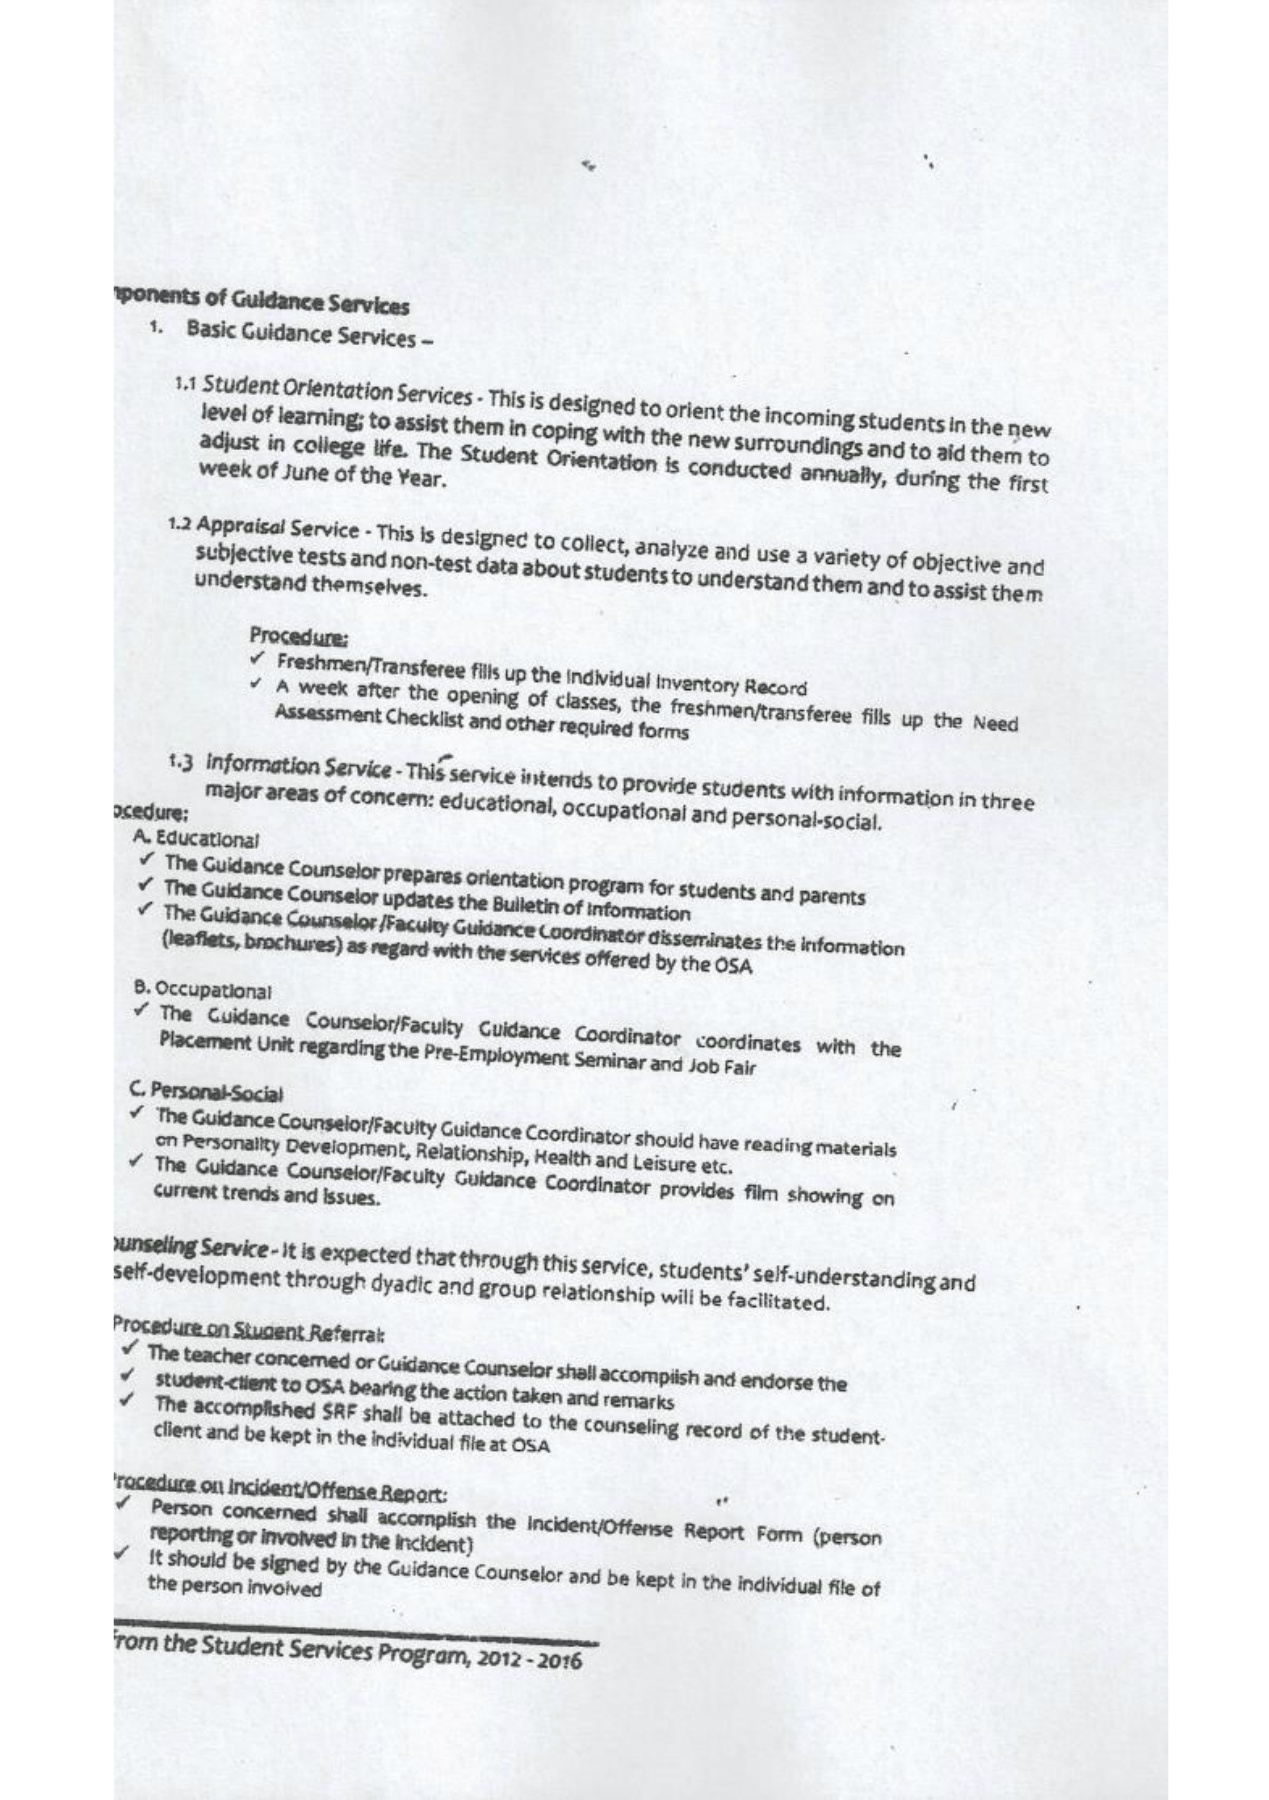 mponents of Guidance Services
1. Basic Guidance Services –
1.1 Student Orientation Services - This is designed to orient the incoming students in the new
level of learning; to assist them in coping with the new surroundings and to aid them to
adjust in college life. The Student Orientation is conducted annually, during the first
week of June of the Year.
1.2 Appraisal Service - This is designed to collect, analyze and use a variety of objective and
subjective tests and non-test data about students to understand them and to assist them
understand themselves.
Procedure:
✓ Freshmen/Transferee fills up the Individual Inventory Record
✓ A week after the opening of classes, the freshmen/transferee fills up the Need
Assessment Checklist and other required forms
1.3 Information Service - This service intends to provide students with information in three
major areas of concern: educational, occupational and personal-social.
ocedure:
A. Educational
✓ The Guidance Counselor prepares orientation program for students and parents
✓ The Guidance Counselor updates the Bulletin of Information
✓ The Guidance Counselor /Faculty Guidance Coordinator disseminates the information
(leaflets, brochures) as regard with the services offered by the OSA
B. Occupational
✓ The Guidance Counselor/Faculty Guidance Coordinator coordinates with the
Placement Unit regarding the Pre-Employment Seminar and Job Fair
C. Personal-Social
✓ The Guidance Counselor/Faculty Guidance Coordinator should have reading materials
on Personality Development, Relationship, Health and Leisure etc.
✓ The Guidance Counselor/Faculty Guidance Coordinator provides film showing on
current trends and issues.
ounseling Service - It is expected that through this service, students' self-understanding and
self-development through dyadic and group relationship will be facilitated.
Procedure on Student Referral:
✓ The teacher concerned or Guidance Counselor shall accomplish and endorse the
✓ student-client to OSA bearing the action taken and remarks
✓ The accomplished SRF shall be attached to the counseling record of the student-
client and be kept in the individual file at OSA
Procedure on Incident/Offense Report:
✓ Person concerned shall accomplish the Incident/Offense Report Form (person
reporting or involved in the incident)
✓ It should be signed by the Guidance Counselor and be kept in the individual file of
the person involved
From the Student Services Program, 2012 - 2016